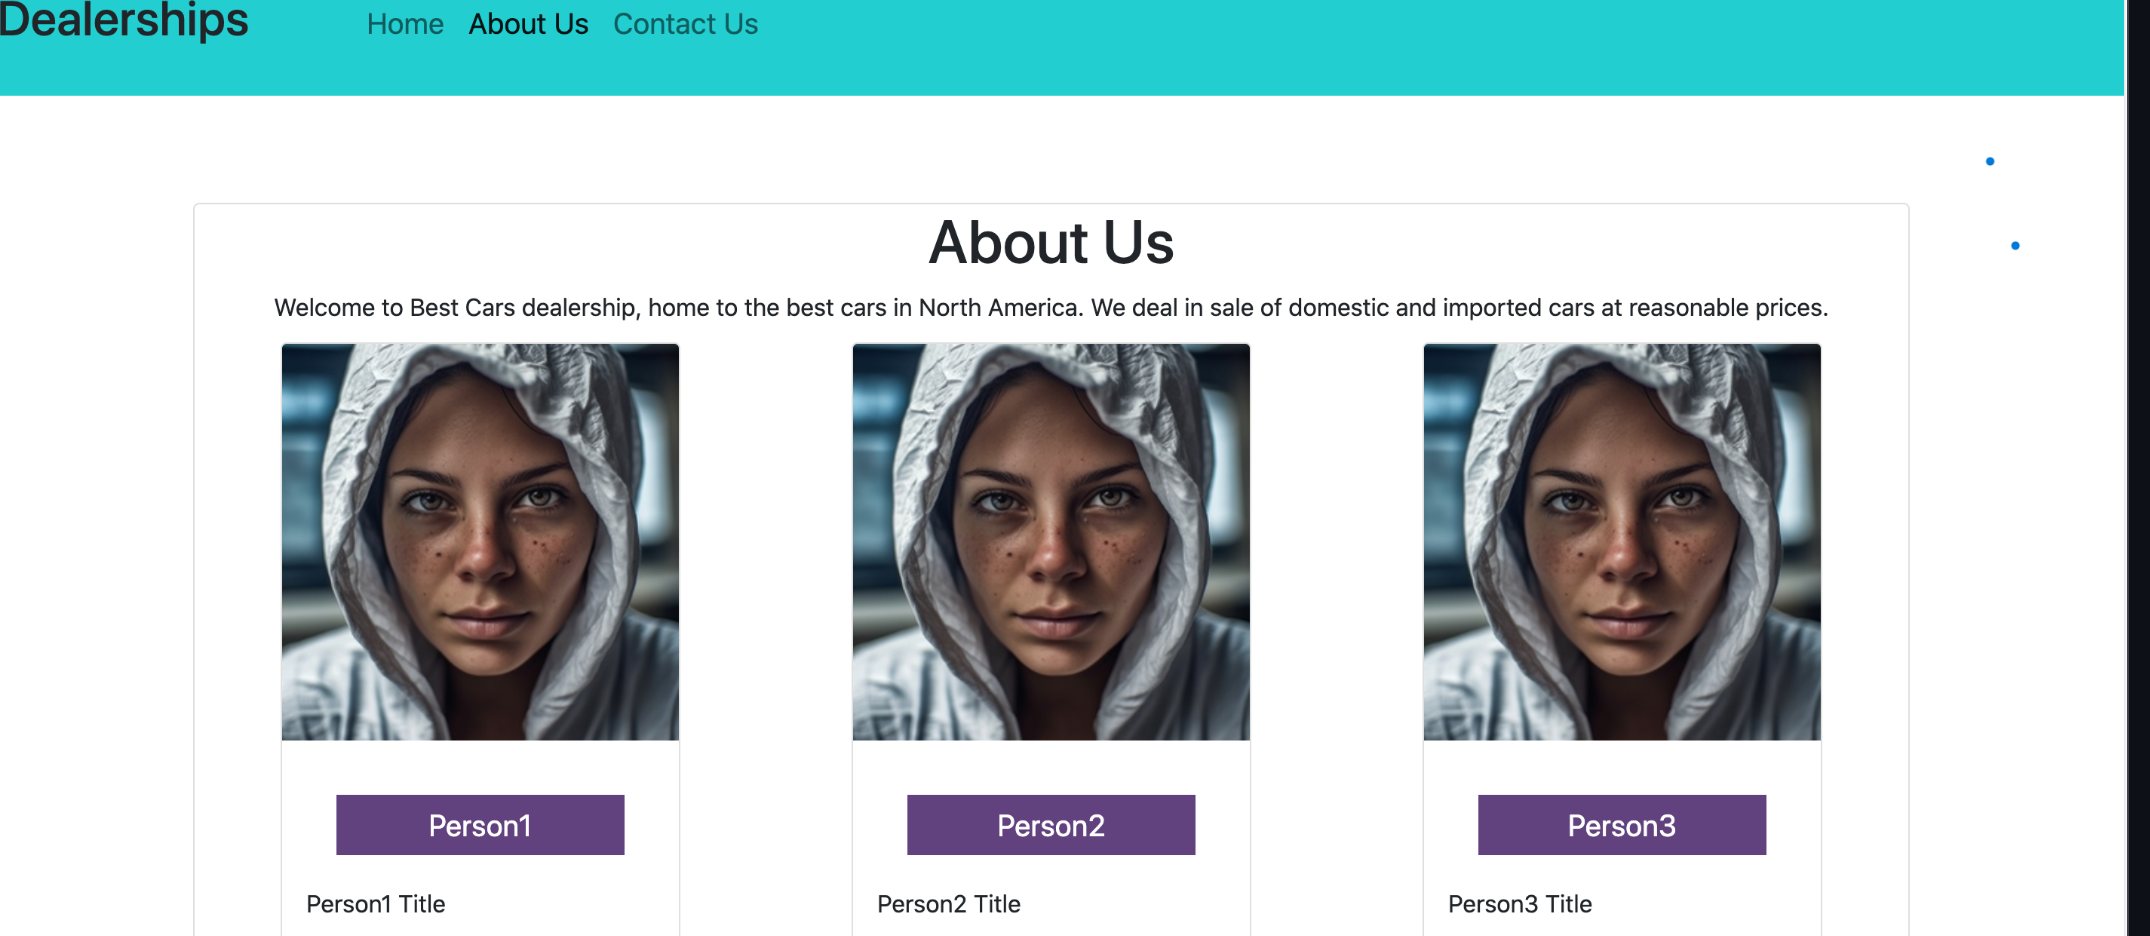 Dealerships
Home About Us Contact Us
About Us
Welcome to Best Cars dealership, home to the best cars in North America. We deal in sale of domestic and imported cars at reasonable prices.
Person1
Person2
Person3
Person1 Title
Person2 Title
Person3 Title